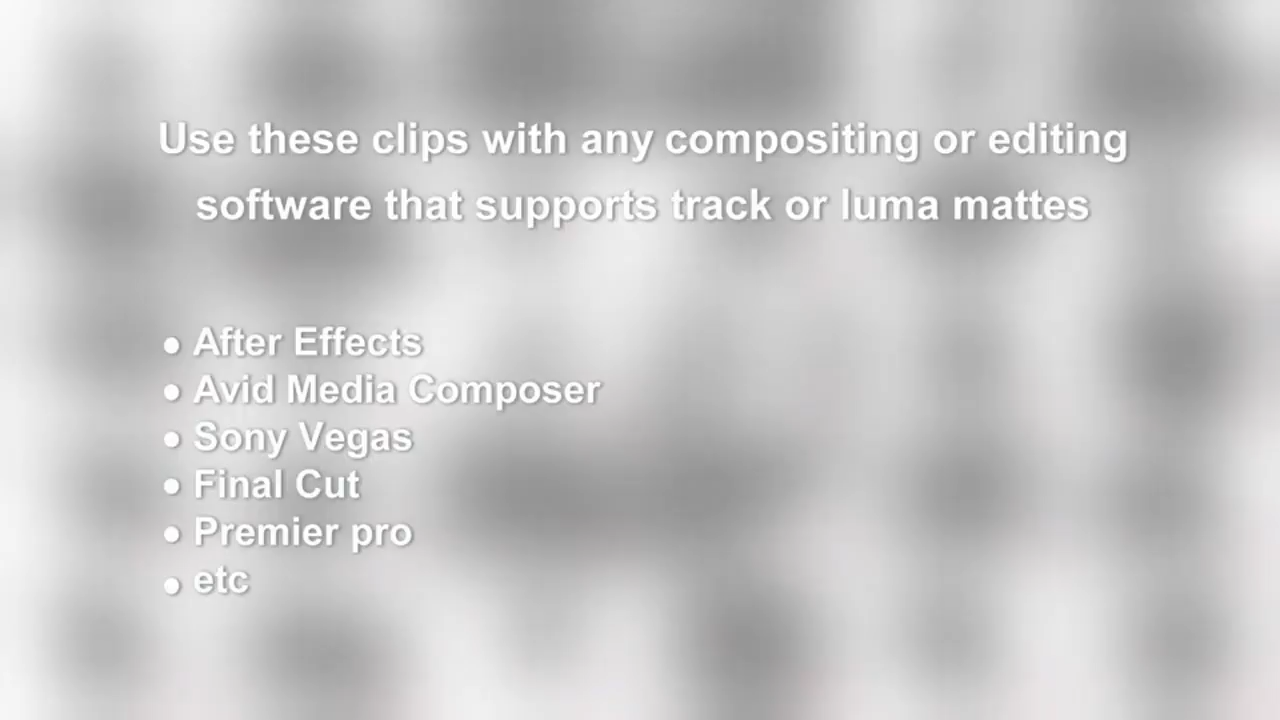 Use these clips with any compositing or editing
software that supports track or luma mattes
• After Effects
• Avid Media Composer
• Sony Vegas
• Final Cut
• Premier pro
• etc